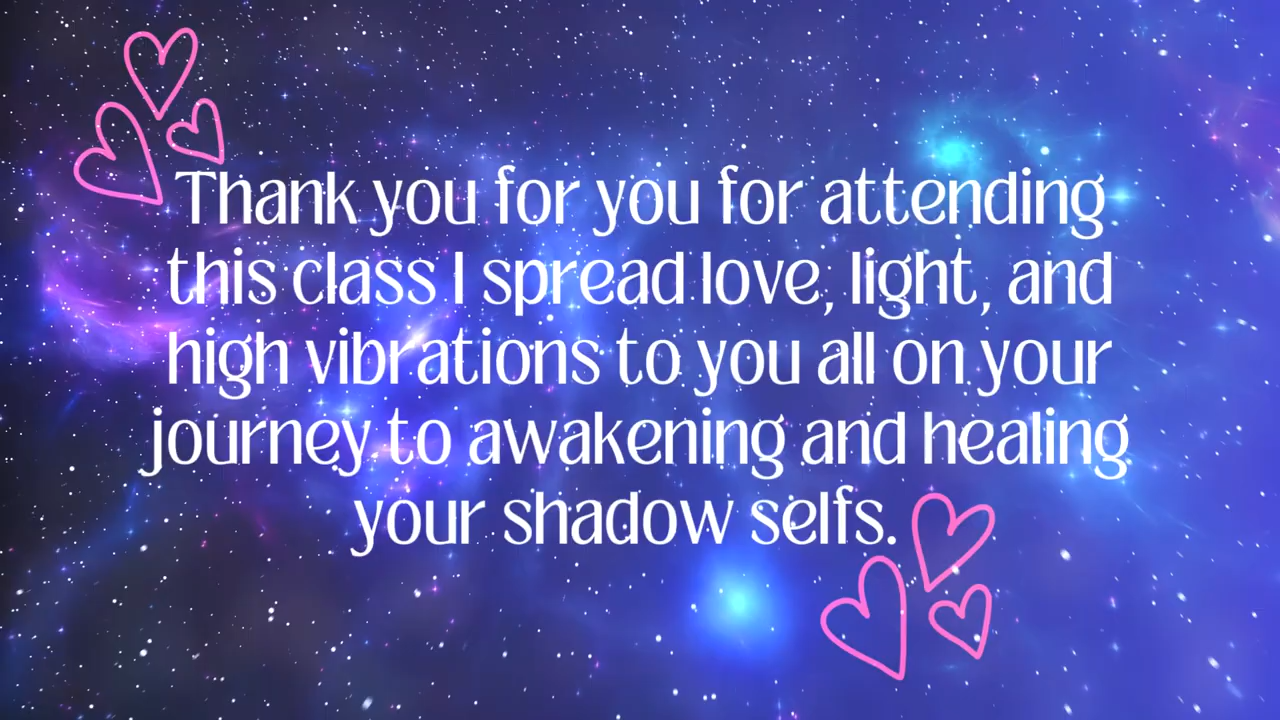 Thank you for you for attending
this class I spread love, light, and
high vibrations to you all on your
journey to awakening and healing
your shadow selfs.